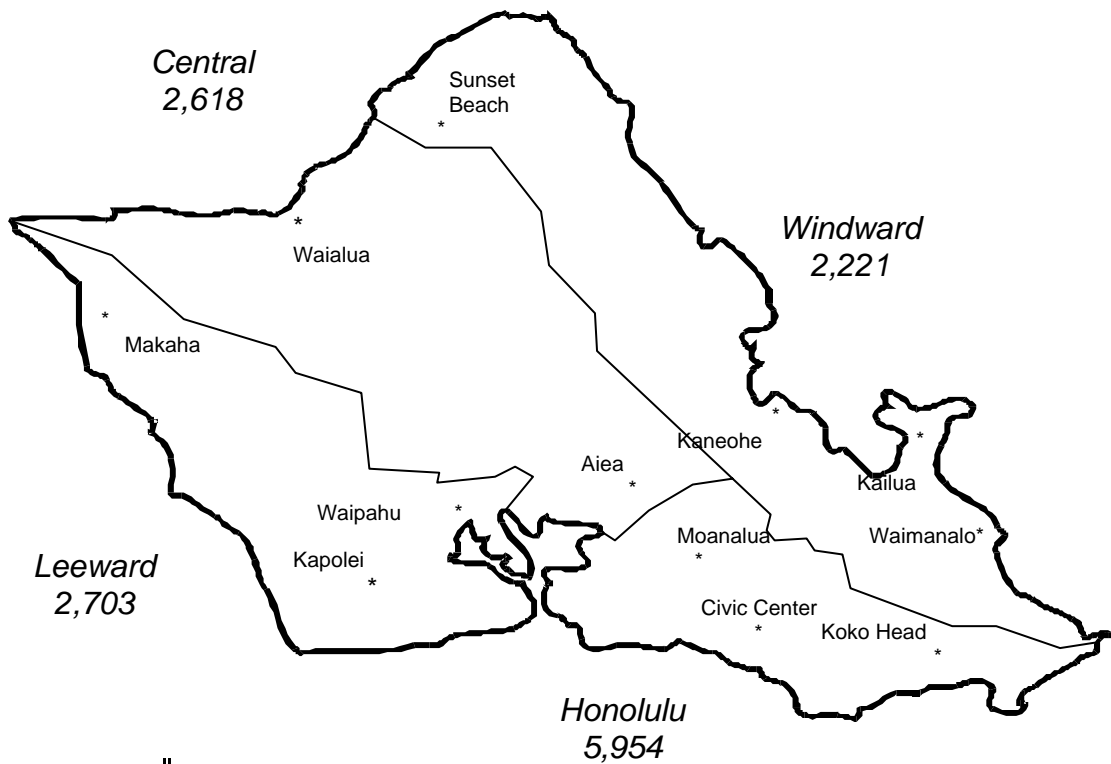 Central
2,618
Sunset
Beach
*
Windward
2,221
*
Waialua
*
Makaha
*
Kaneohe
*
Kailua
Aiea
*
Waipahu
*
Waimanalo
*
Moanalua
*
Kapolei
*
Leeward
2,703
Civic Center
*
Koko Head
*
Honolulu
5,954